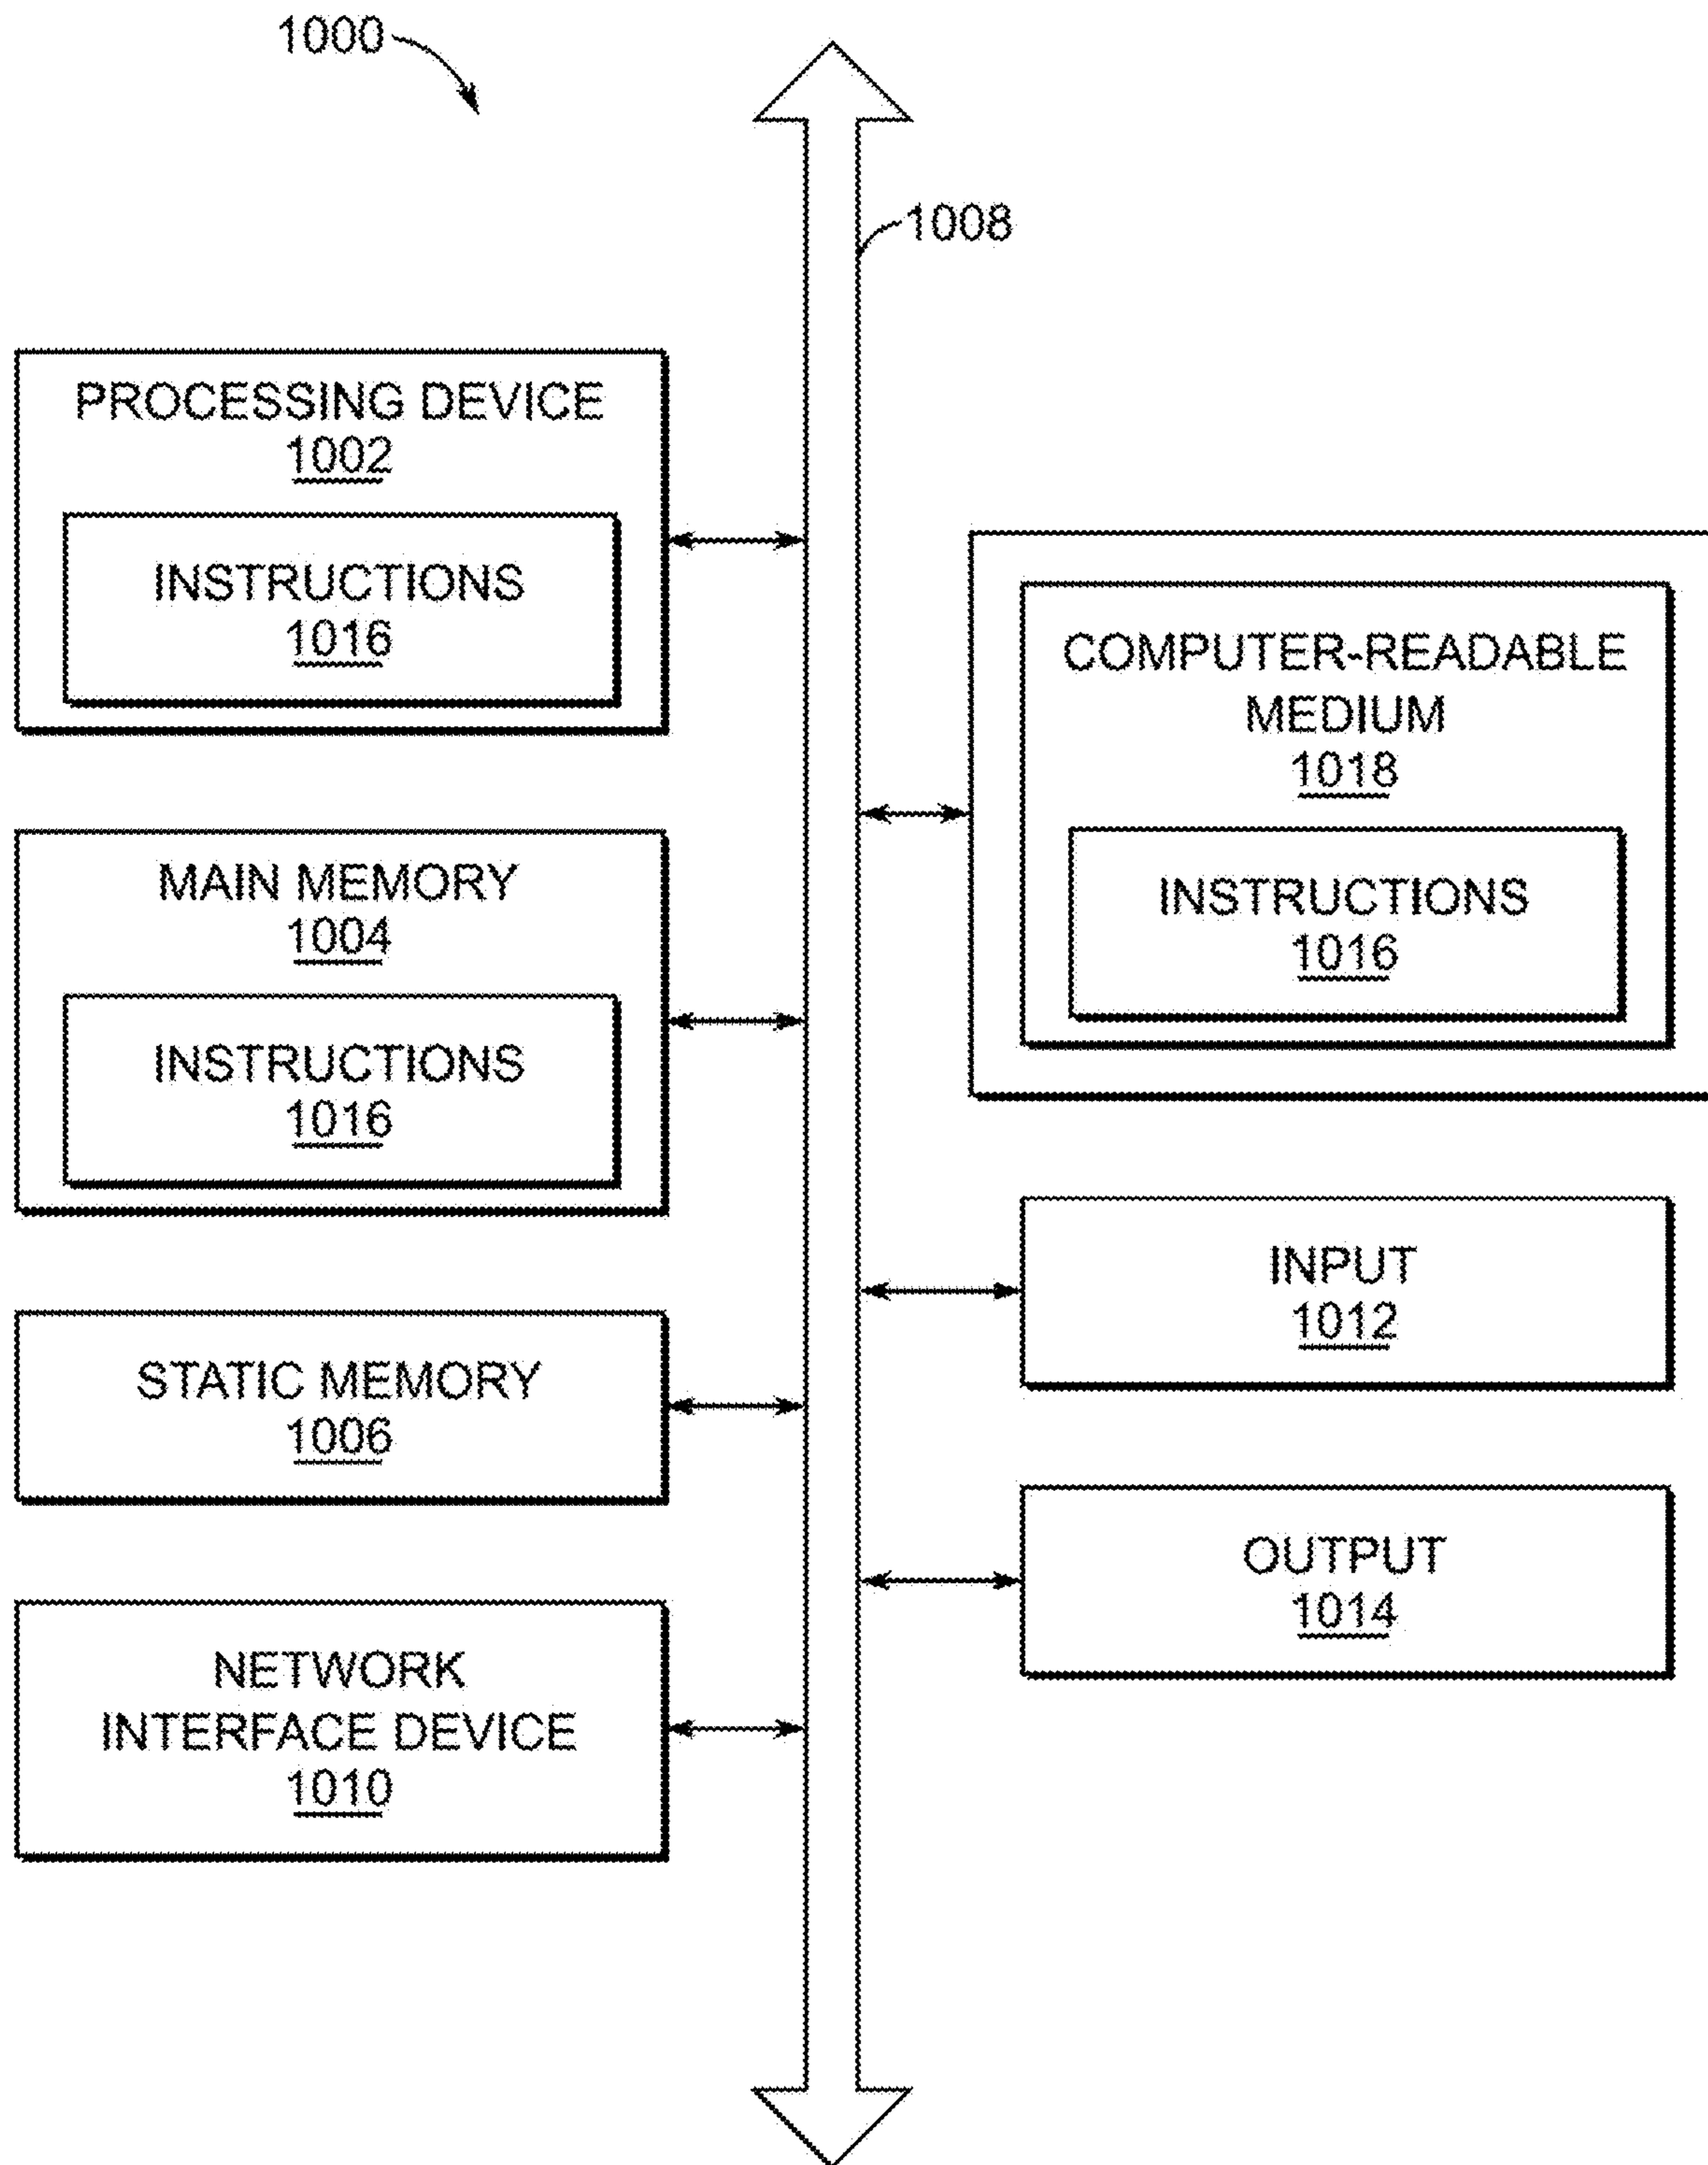 1000
1008
PROCESSING DEVICE
1002
INSTRUCTIONS
1016
MAIN MEMORY
1004
INSTRUCTIONS
1016
STATIC MEMORY
1006
NETWORK
INTERFACE DEVICE
1010
COMPUTER-READABLE
MEDIUM
1018
INSTRUCTIONS
1016
INPUT
1012
OUTPUT
1014